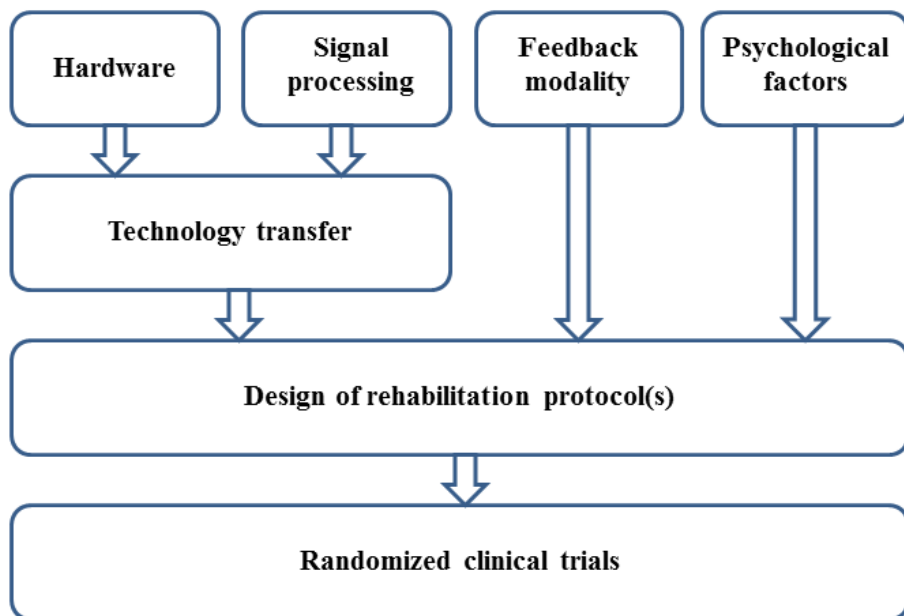 Hardware
Signal
processing
Feedback
modality
Psychological
factors
Technology transfer
Design of rehabilitation protocol(s)
Randomized clinical trials